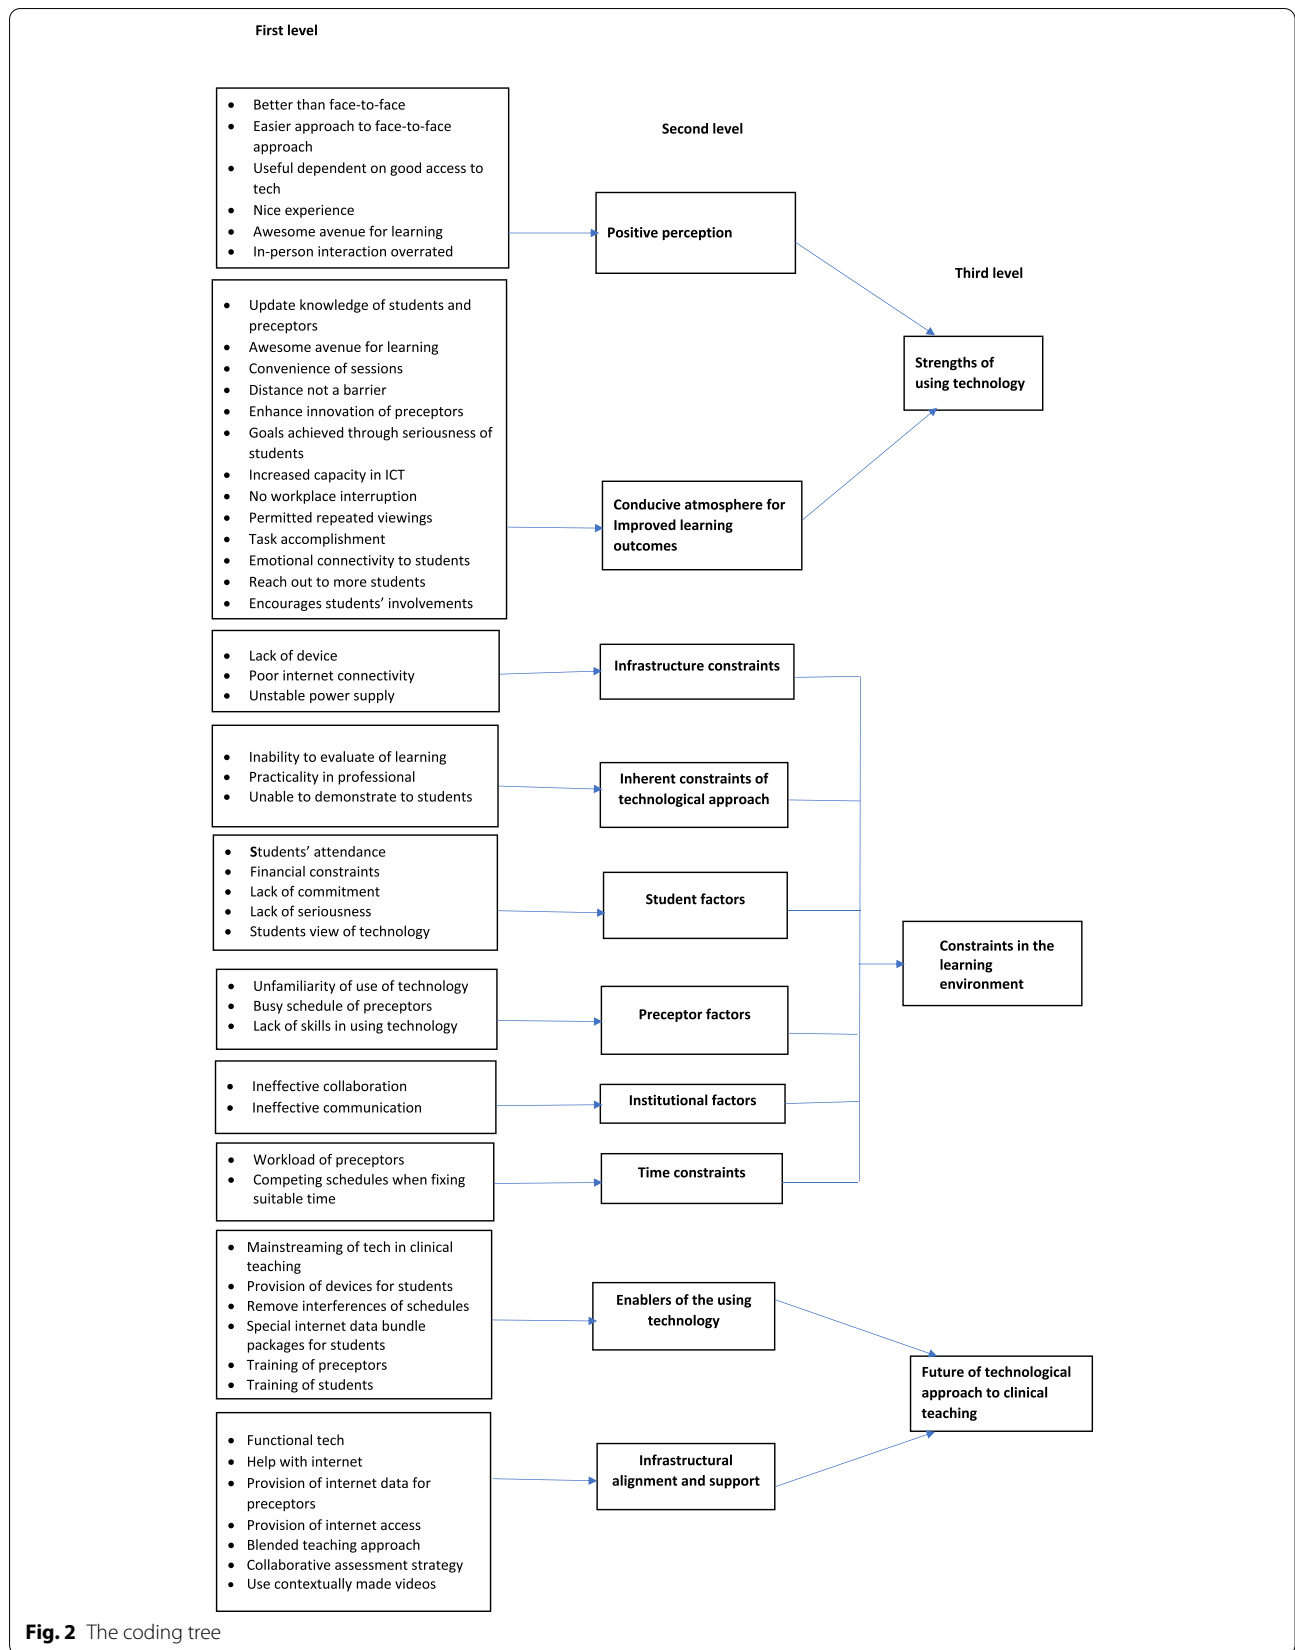 First level
• Better than face-to-face
• Easier approach to face-to-face
approach
• Useful dependent on good access to
tech
• Nice experience
• Awesome avenue for learning
• In-person interaction overrated
Second level
Positive perception
Third level
• Update knowledge of students and
preceptors
• Awesome avenue for learning
• Convenience of sessions
• Distance not a barrier
• Enhance innovation of preceptors
• Goals achieved through seriousness of
students
• Increased capacity in ICT
• No workplace interruption
• Permitted repeated viewings
• Task accomplishment
• Emotional connectivity to students
• Reach out to more students
• Encourages students’ involvements
Conducive atmosphere for
Improved learning
outcomes
Strengths of
using technology
• Lack of device
• Poor internet connectivity
• Unstable power supply
Infrastructure constraints
• Inability to evaluate of learning
• Practicality in professional
• Unable to demonstrate to students
Inherent constraints of
technological approach
• Students’ attendance
• Financial constraints
• Lack of commitment
• Lack of seriousness
• Students view of technology
Student factors
• Unfamiliarity of use of technology
• Busy schedule of preceptors
• Lack of skills in using technology
Preceptor factors
• Ineffective collaboration
• Ineffective communication
Institutional factors
• Workload of preceptors
• Competing schedules when fixing
suitable time
Time constraints
Constraints in the
learning
environment
• Mainstreaming of tech in clinical
teaching
• Provision of devices for students
• Remove interferences of schedules
• Special internet data bundle
packages for students
• Training of preceptors
• Training of students
Enablers of the using
technology
• Functional tech
• Help with internet
• Provision of internet data for
preceptors
• Provision of internet access
• Blended teaching approach
• Collaborative assessment strategy
• Use contextually made videos
Infrastructural
alignment and support
Future of technological
approach to clinical
teaching
Fig. 2 The coding tree